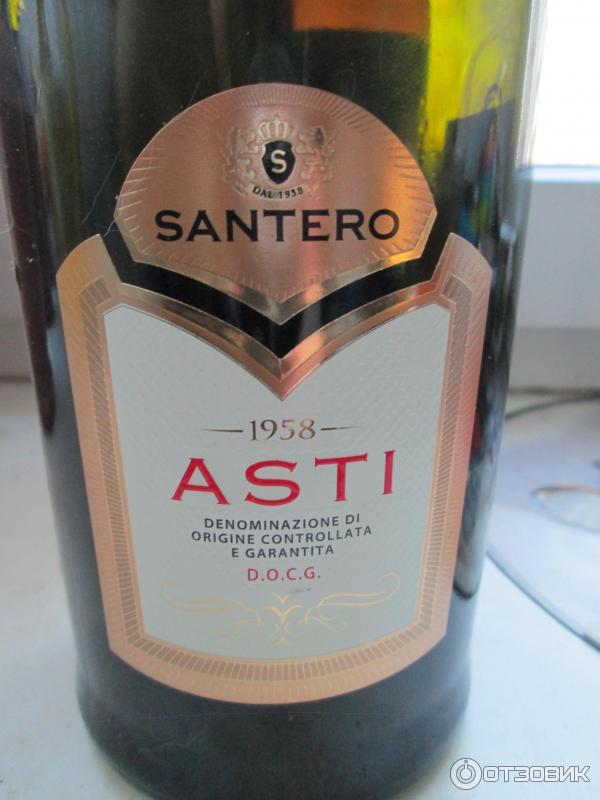 S
DAL 1958
SANTERO
1958
ASTI
DENOMINAZIONE DI
ORIGINE CONTROLLATA
E GARANTITA
D.O.C.G.
ОТЗОВИК